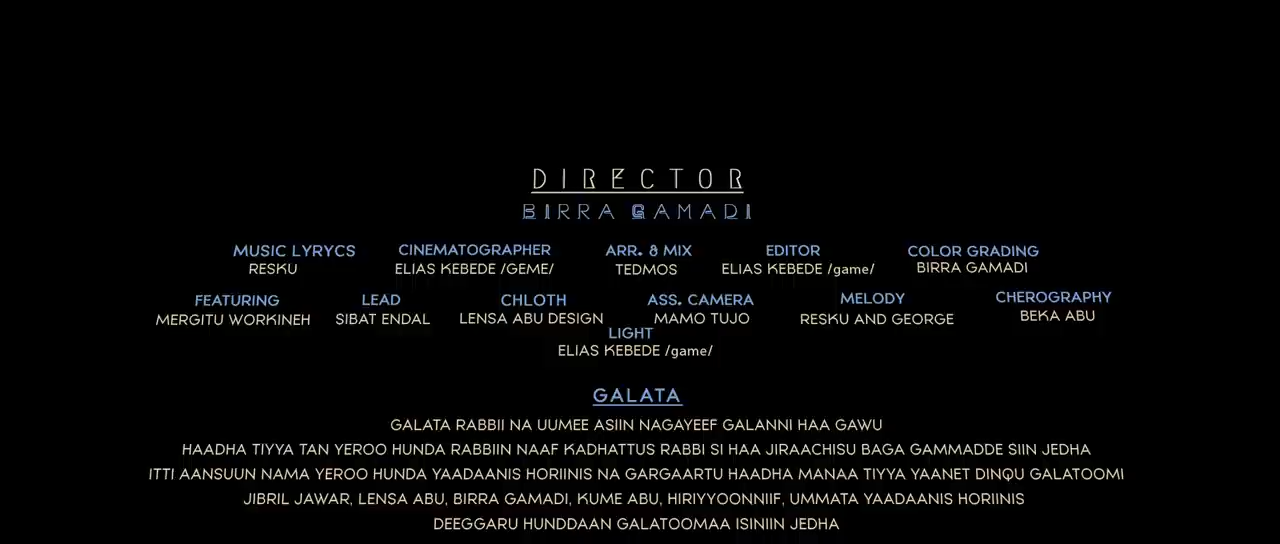 DIRECTOR
BIRRA GAMADI
MUSIC LYRYCS CINEMATOGRAPHER ARR. & MIX EDITOR COLOR GRADING
RESKU ELIAS KEBEDE /GEME/ TEDMOS ELIAS KEBEDE /game/ BIRRA GAMADI
FEATURING LEAD CHLOTH ASS. CAMERA MELODY CHEROGRAPHY
MERGITU WORKINEH SIBAT ENDAL LENSA ABU DESIGN MAMO TUJO RESKU AND GEORGE BEKA ABU
LIGHT
ELIAS KEBEDE /game/
GALATA
GALATA RABBII NA UUMEE ASIIN NAGAYEEF GALANNI HAA GAWU
HAADHA TIYYA TAN YEROO HUNDA RABBIIN NAAF KADHATTUS RABBI SI HAA JIRAACHISU BAGA GAMMADDE SIIN JEDHA
ITTI AANSUUN NAMA YEROO HUNDA YAADAANIS HORIINIS NA GARGAARTU HAADHA MANAA TIYYA YAANET DINQU GALATOOMI
JIBRIL JAWAR, LENSA ABU, BIRRA GAMADI, KUME ABU, HIRIYYOONNIIF, UMMATA YAADAANIS HORIINIS
DEEGGARU HUNDDAAN GALATOOMAA ISINIIN JEDHA